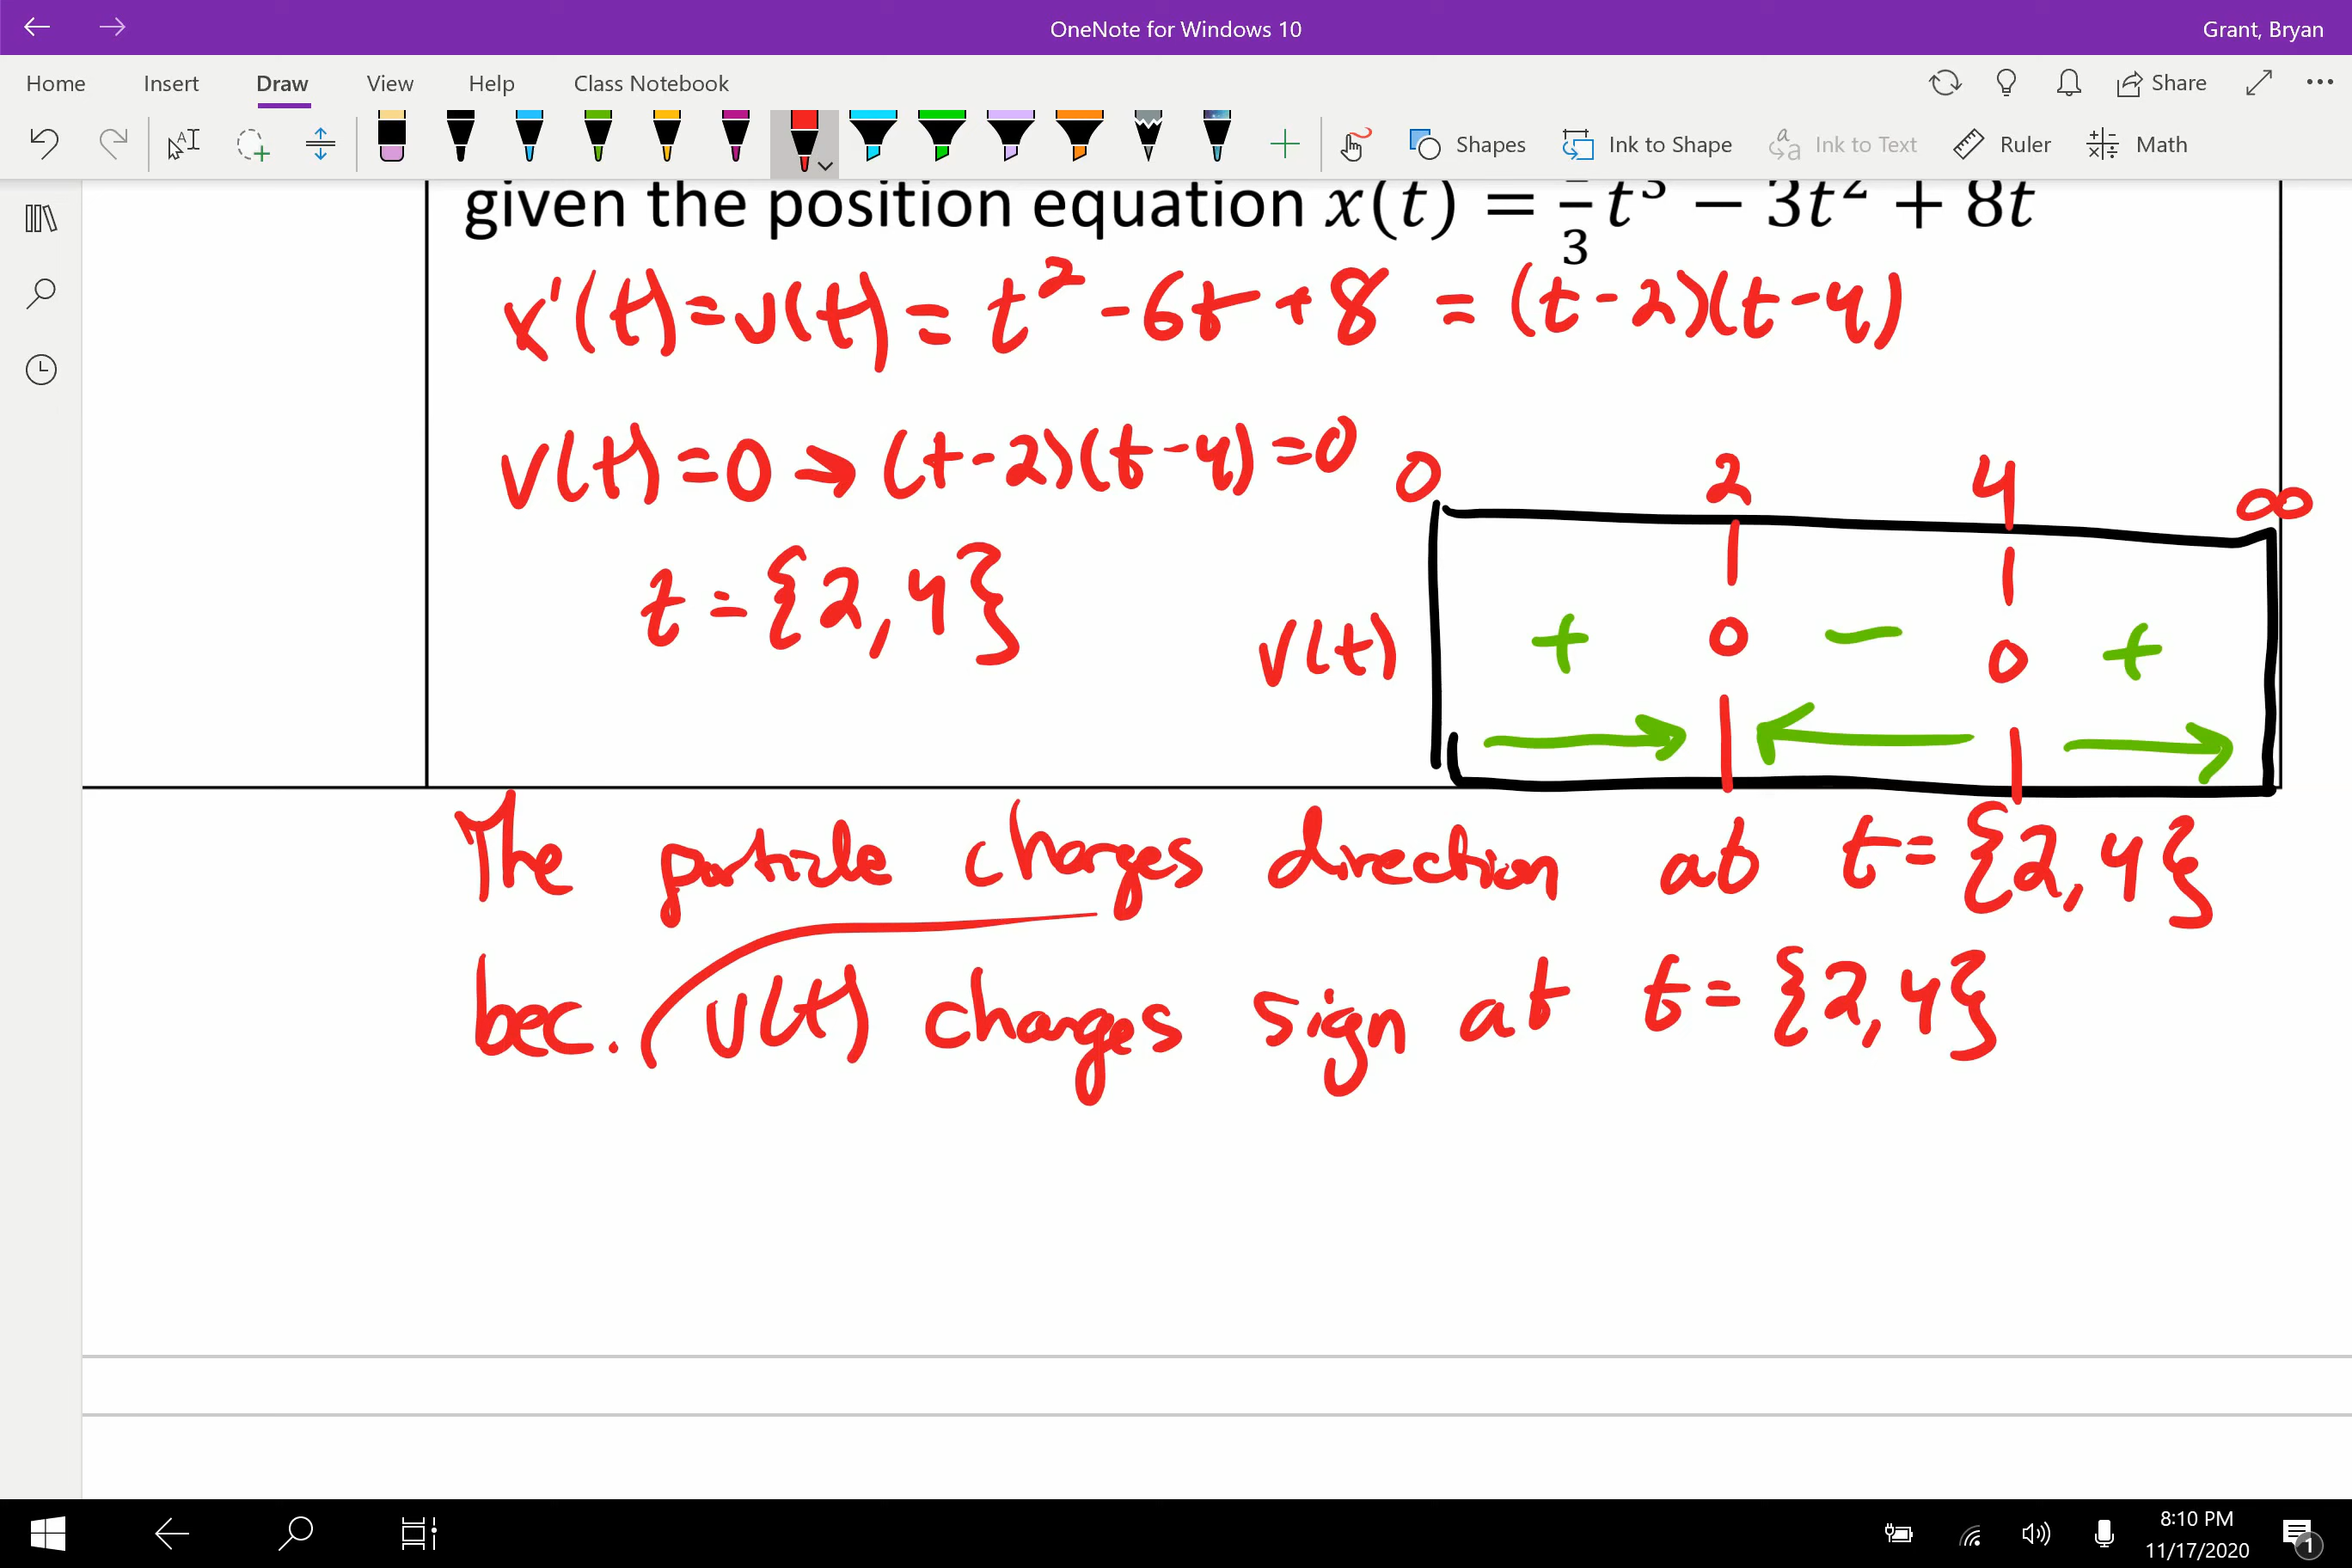 OneNote for Windows 10
Grant, Bryan
Home Insert Draw View Help Class Notebook
Share
Shapes Ink to Shape Ink to Text Ruler Math
given the position equation x(t) = 1/3 t³ − 3t² + 8t
x'(t)=v(t)= t² -6t+8 = (t-2)(t-4)
v(t)=0 → (t-2)(t-4)=0
0 2 4 ∞
t={2,4}
v(t) + 0 − 0 +
The particle changes direction at t={2,4}
bec. v(t) changes sign at t={2,4}
8:10 PM
11/17/2020
1